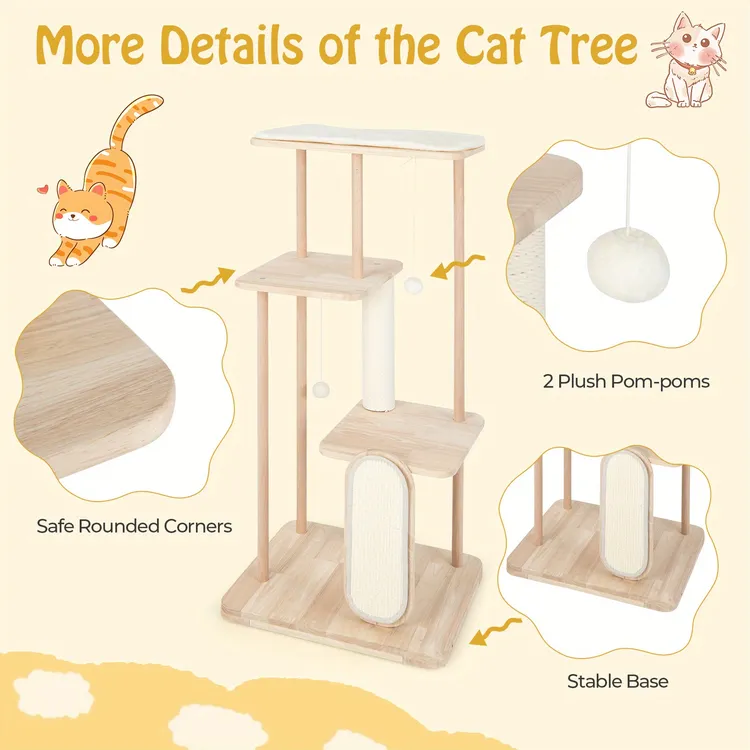 More Details of the Cat Tree
2 Plush Pom-poms
Safe Rounded Corners
Stable Base